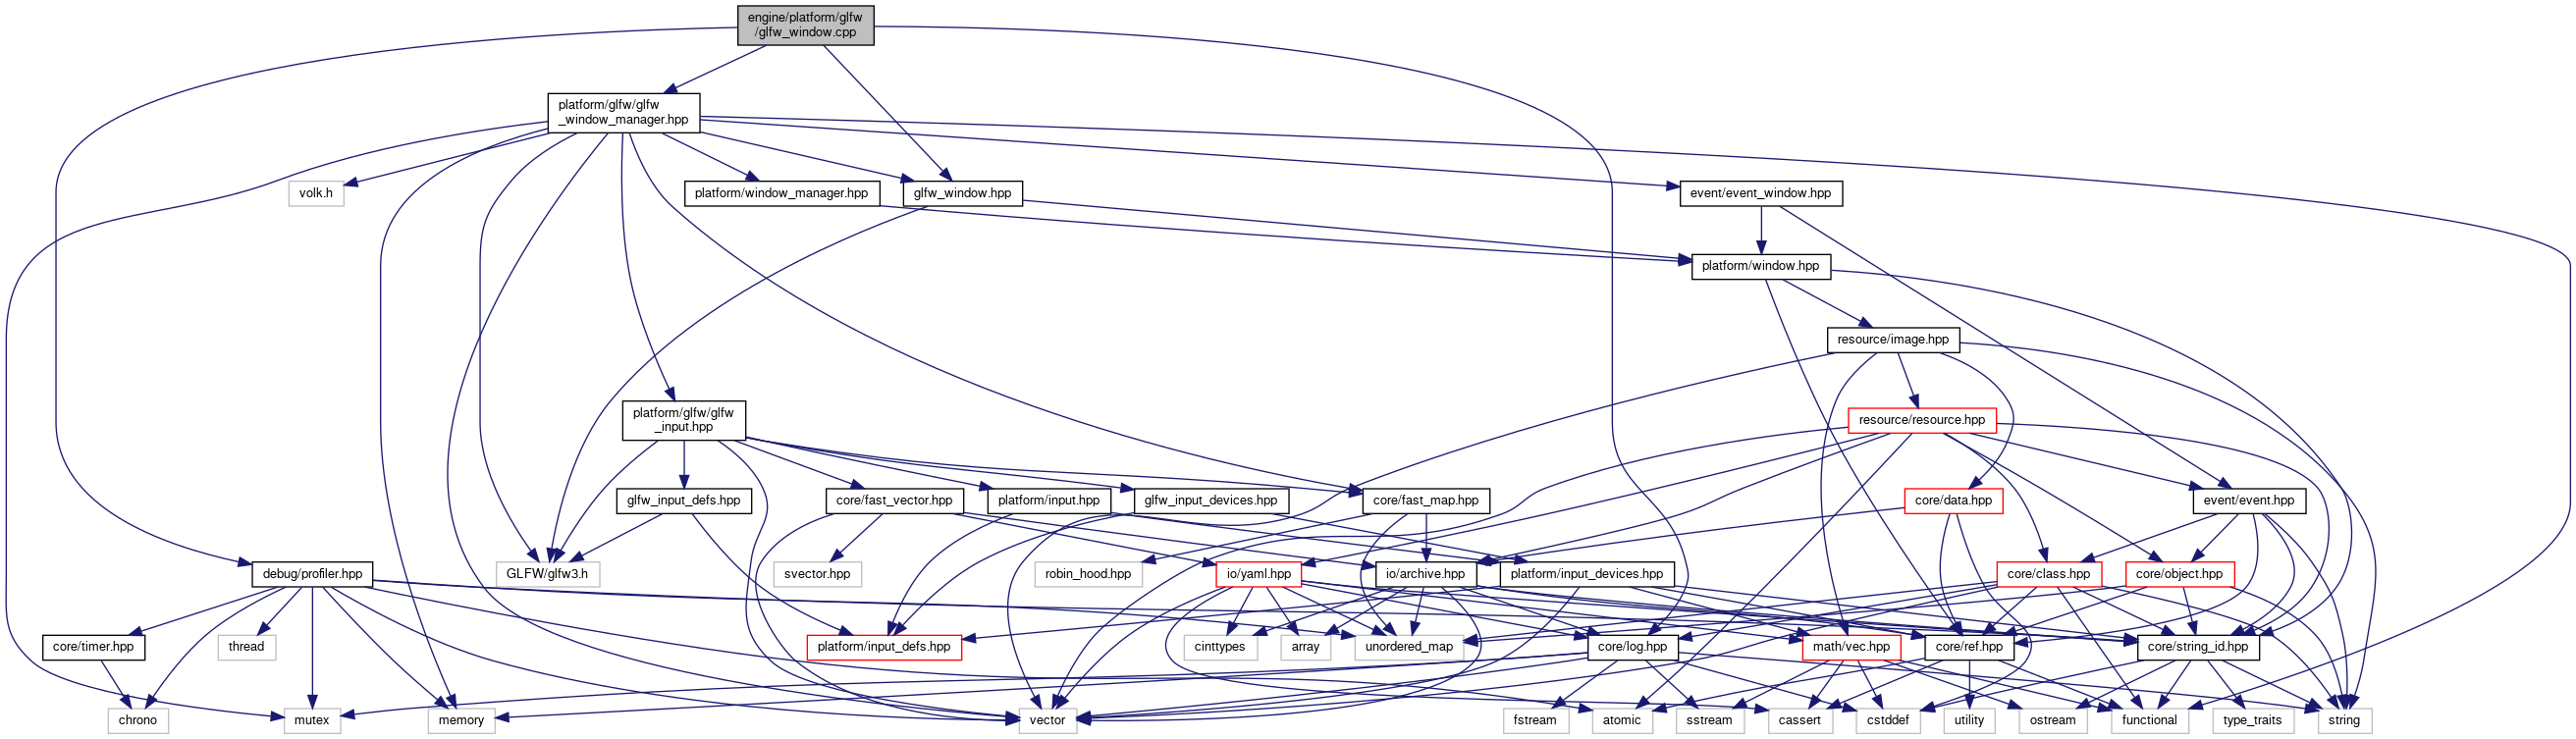 engine/platform/glfw
/glfw_window.cpp
platform/glfw/glfw
_window_manager.hpp
volk.h
platform/window_manager.hpp
glfw_window.hpp
event/event_window.hpp
platform/window.hpp
resource/image.hpp
platform/glfw/glfw
_input.hpp
resource/resource.hpp
glfw_input_defs.hpp
core/fast_vector.hpp
platform/input.hpp
glfw_input_devices.hpp
core/fast_map.hpp
core/data.hpp
event/event.hpp
debug/profiler.hpp
GLFW/glfw3.h
svector.hpp
robin_hood.hpp
io/yaml.hpp
io/archive.hpp
platform/input_devices.hpp
core/class.hpp
core/object.hpp
core/timer.hpp
thread
platform/input_defs.hpp
cinttypes
array
unordered_map
core/log.hpp
math/vec.hpp
core/ref.hpp
core/string_id.hpp
chrono
mutex
memory
vector
fstream
atomic
sstream
cassert
cstddef
utility
ostream
functional
type_traits
string